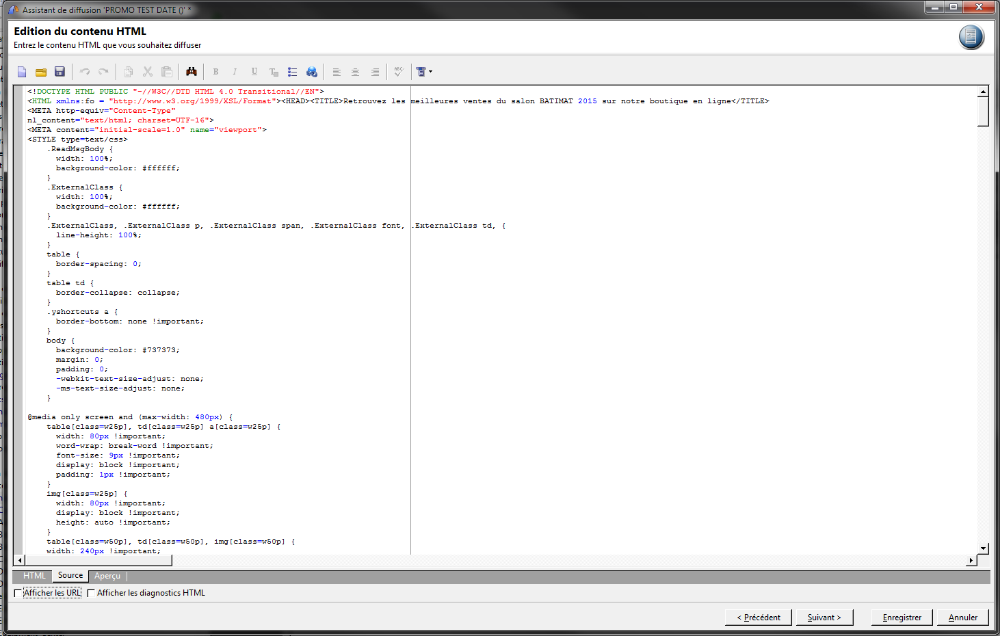 Assistant de diffusion 'PROMO TEST DATE ()' *
Edition du contenu HTML
Entrez le contenu HTML que vous souhaitez diffuser
B I U T ABC
<!DOCTYPE HTML PUBLIC "-//W3C//DTD HTML 4.0 Transitional//EN">
<HTML xmlns:fo = "http://www.w3.org/1999/XSL/Format"><HEAD><TITLE>Retrouvez les meilleures ventes du salon BATIMAT 2015 sur notre boutique en ligne</TITLE>
<META http-equiv="Content-Type"
nl_content="text/html; charset=UTF-16">
<META content="initial-scale=1.0" name="viewport">
<STYLE type=text/css>
.ReadMsgBody {
width: 100%;
background-color: #ffffff;
}
.ExternalClass {
width: 100%;
background-color: #ffffff;
}
.ExternalClass, .ExternalClass p, .ExternalClass span, .ExternalClass font, .ExternalClass td, {
line-height: 100%;
}
table {
border-spacing: 0;
}
table td {
border-collapse: collapse;
}
.yshortcuts a {
border-bottom: none !important;
}
body {
background-color: #737373;
margin: 0;
padding: 0;
-webkit-text-size-adjust: none;
-ms-text-size-adjust: none;
}
@media only screen and (max-width: 480px) {
table[class=w25p], td[class=w25p] a[class=w25p] {
width: 80px !important;
word-wrap: break-word !important;
font-size: 9px !important;
display: block !important;
padding: 1px !important;
}
img[class=w25p] {
width: 80px !important;
display: block !important;
height: auto !important;
}
table[class=w50p], td[class=w50p], img[class=w50p] {
width: 240px !important;
HTML Source Aperçu
Afficher les URL Afficher les diagnostics HTML
< Précédent Suivant > Enregistrer Annuler